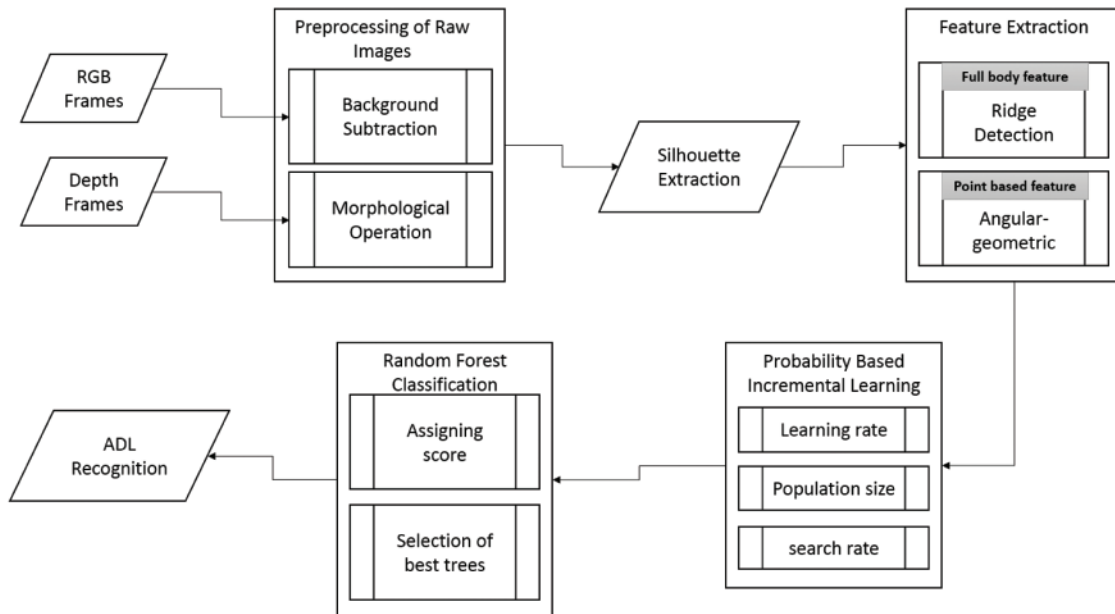 RGB
Frames
Depth
Frames
Preprocessing of Raw
Images
Background
Subtraction
Morphological
Operation
Silhouette
Extraction
Feature Extraction
Full body feature
Ridge
Detection
Point based feature
Angular-
geometric
Probability Based
Incremental Learning
Learning rate
Population size
search rate
Random Forest
Classification
Assigning
score
Selection of
best trees
ADL
Recognition